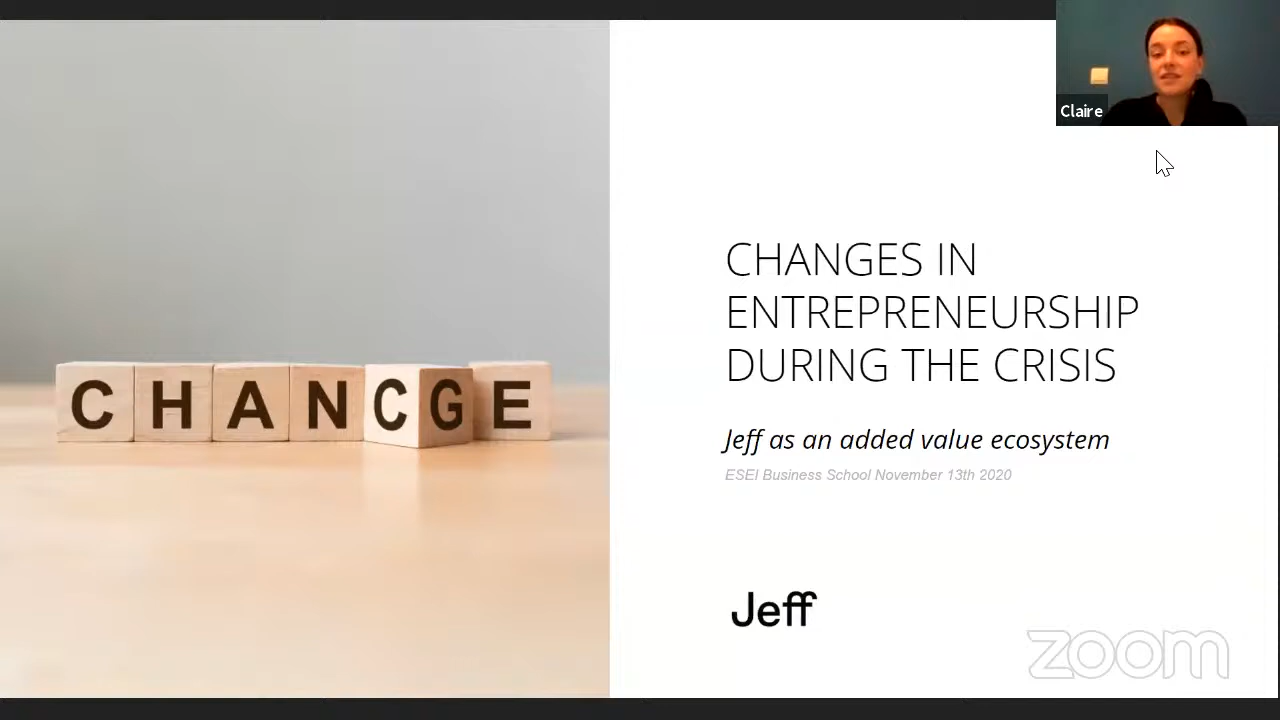 Claire
CHANCGE
CHANGES IN
ENTREPRENEURSHIP
DURING THE CRISIS
Jeff as an added value ecosystem
ESEI Business School November 13th 2020
Jeff
zoom